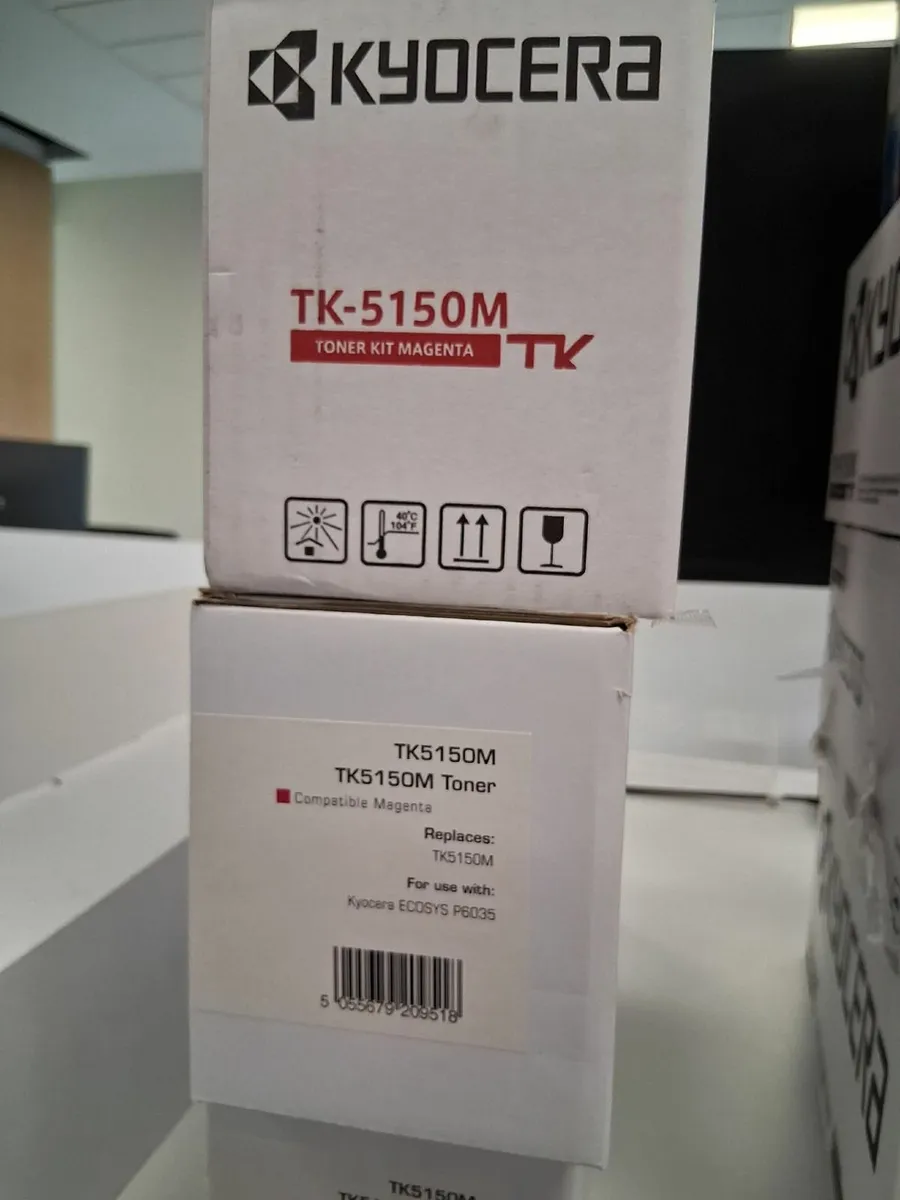 KYOCERA
TK-5150M
TONER KIT MAGENTA TK
40°C
104°F
TK5150M
TK5150M Toner
Compatible Magenta
Replaces:
TK5150M
For use with:
Kyocera ECOSYS P6035
5 055679 209518
TK5150M